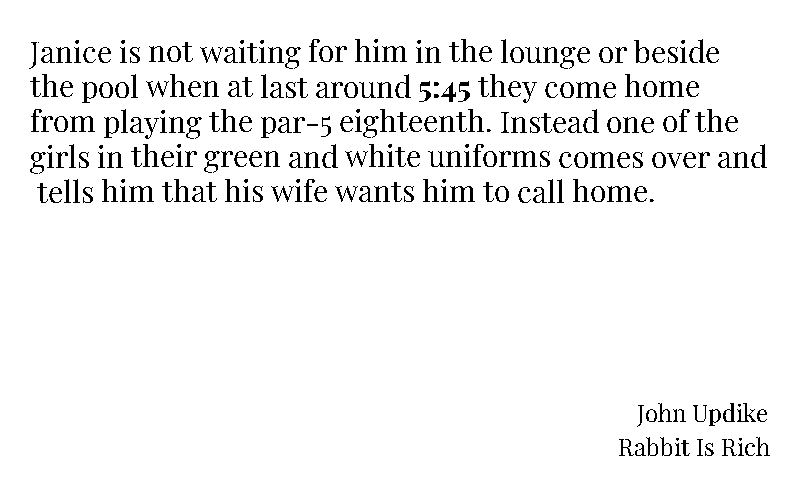 Janice is not waiting for him in the lounge or beside
the pool when at last around 5:45 they come home
from playing the par-5 eighteenth. Instead one of the
girls in their green and white uniforms comes over and
tells him that his wife wants him to call home.
John Updike
Rabbit Is Rich